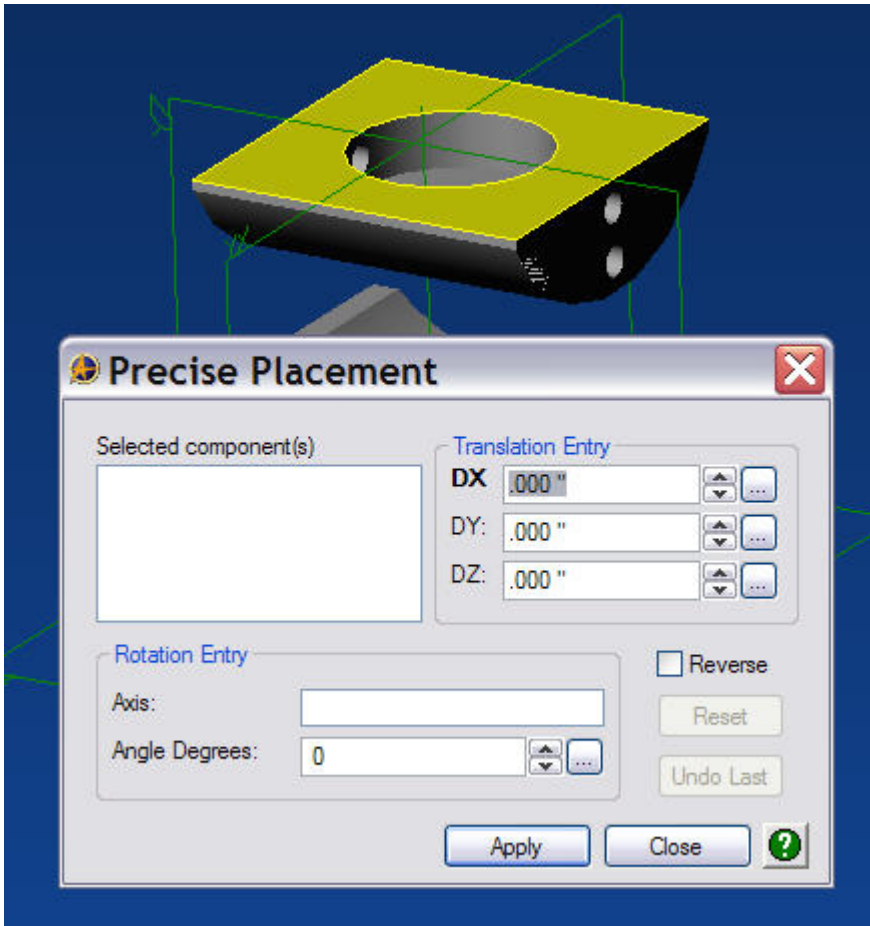 Precise Placement
Selected component(s)
Translation Entry
DX .000 "
DY: .000 "
DZ: .000 "
Rotation Entry
Axis:
Angle Degrees: 0
Reverse
Reset
Undo Last
Apply
Close
?